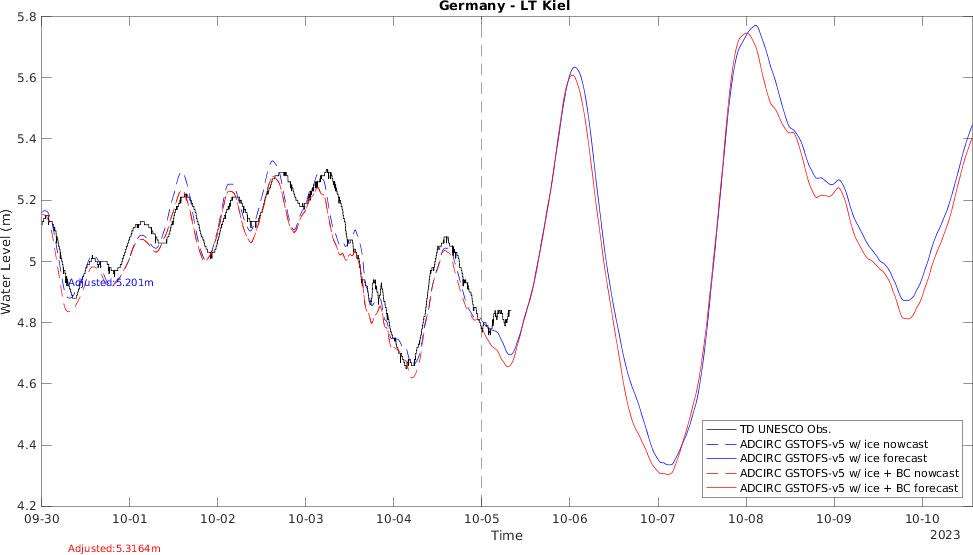 Germany - LT Kiel
5.8
5.6
5.4
5.2
5
4.8
4.6
4.4
4.2
Water Level (m)
Adjusted:5.201m
TD UNESCO Obs.
ADCIRC GSTOFS-v5 w/ ice nowcast
ADCIRC GSTOFS-v5 w/ ice forecast
ADCIRC GSTOFS-v5 w/ ice + BC nowcast
ADCIRC GSTOFS-v5 w/ ice + BC forecast
09-30 10-01 10-02 10-03 10-04 10-05 10-06 10-07 10-08 10-09 10-10
Time
2023
Adjusted:5.3164m